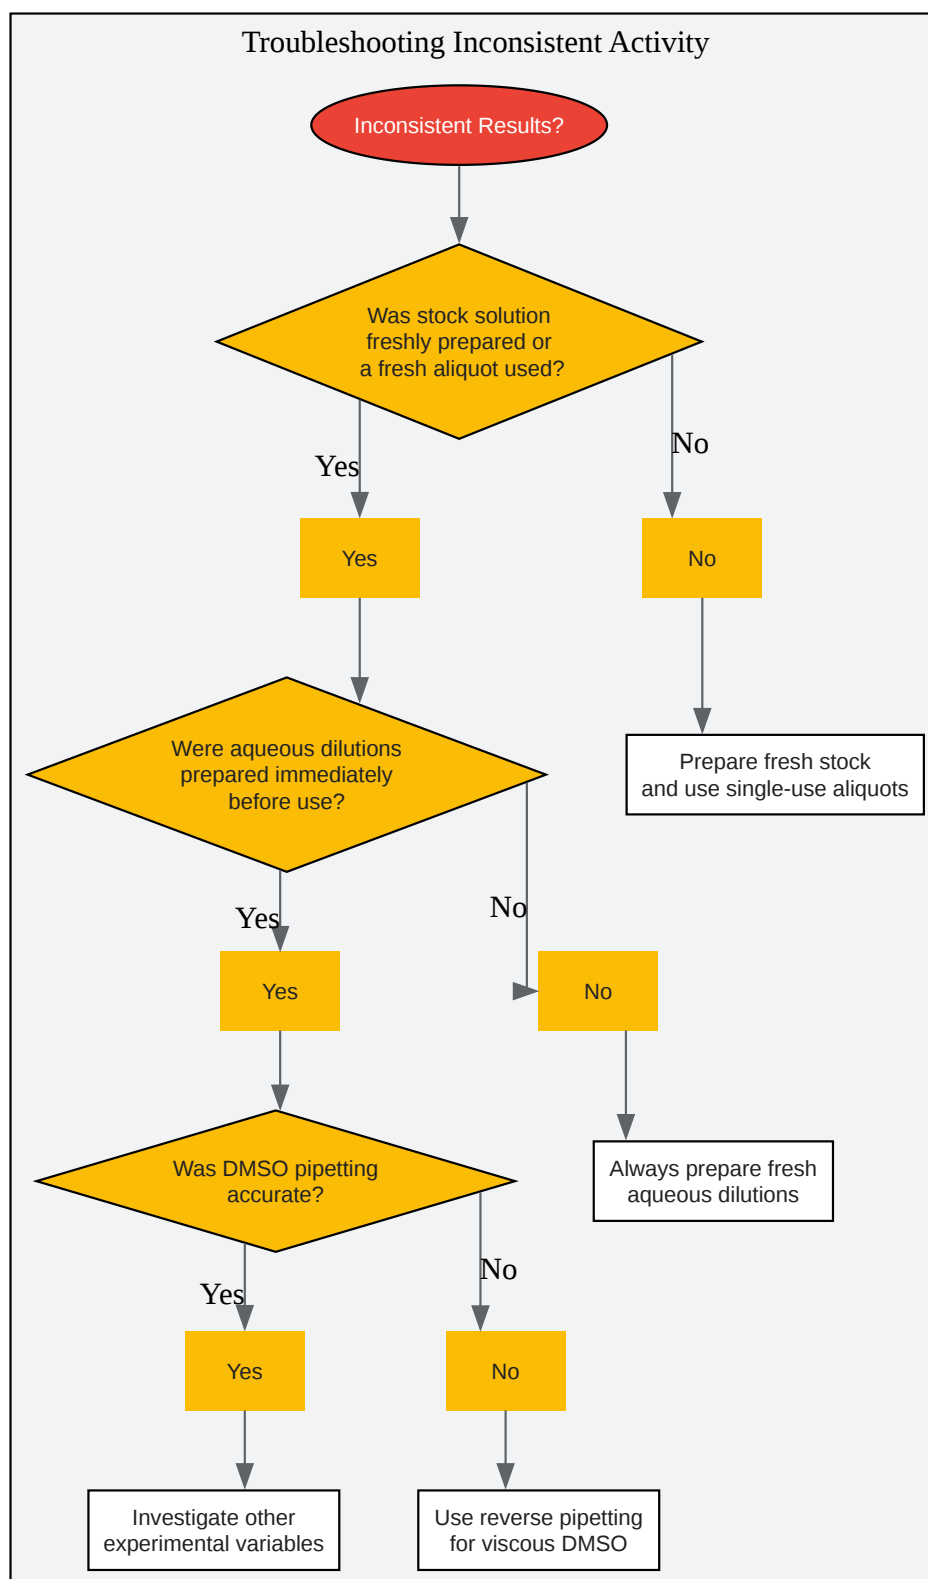 Troubleshooting Inconsistent Activity
Inconsistent Results?
Was stock solution
freshly prepared or
a fresh aliquot used?
Yes
No
Yes
No
Were aqueous dilutions
prepared immediately
before use?
Prepare fresh stock
and use single-use aliquots
Yes
No
Yes
No
Was DMSO pipetting
accurate?
Always prepare fresh
aqueous dilutions
Yes
No
Yes
No
Investigate other
experimental variables
Use reverse pipetting
for viscous DMSO